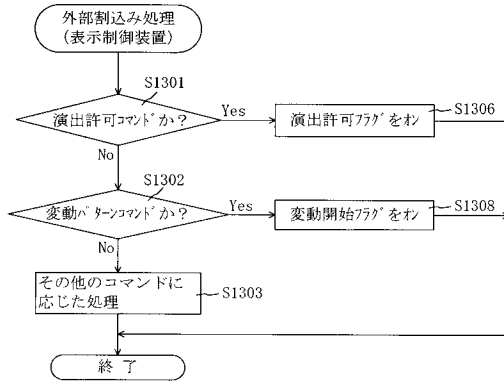 外部割込み処理
(表示制御装置)
S1301
演出許可ｺﾏﾝﾄﾞか？
Yes
S1306
演出許可ﾌﾗｸﾞをｵﾝ
No
S1302
変動ﾊﾟﾀｰﾝｺﾏﾝﾄﾞか？
Yes
S1308
変動開始ﾌﾗｸﾞをｵﾝ
No
その他のコマンドに
応じた処理
S1303
終 了